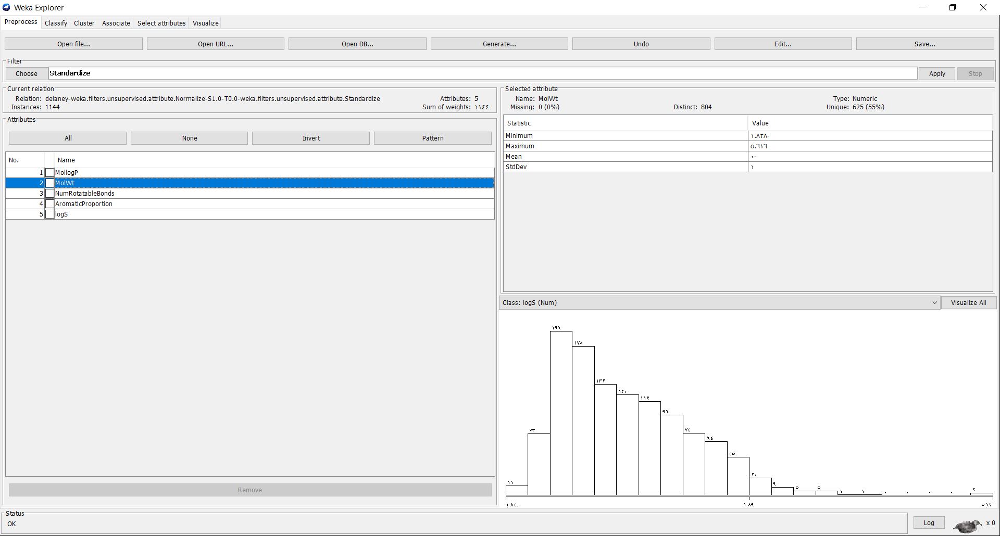 Weka Explorer
Preprocess Classify Cluster Associate Select attributes Visualize
Open file... Open URL... Open DB... Generate... Undo Edit... Save...
Filter
Choose Standardize Apply Stop
Current relation
Relation: delaney-weka.filters.unsupervised.attribute.Normalize-S1.0-T0.0-weka.filters.unsupervised.attribute.Standardize Attributes: 5
Instances: 1144 Sum of weights: ١١٤٤
Attributes
All None Invert Pattern
No. Name
1 MollogP
2 MolWt
3 NumRotatableBonds
4 AromaticProportion
5 logS
Remove
Selected attribute
Name: MolWt Type: Numeric
Missing: 0 (0%) Distinct: 804 Unique: 625 (55%)
Statistic Value
Minimum ١.٨٣٨-
Maximum ٥.٦١٦
Mean ٠-
StdDev ١
Class: logS (Num) Visualize All
١١ ٧٣ ١٩٦ ١٧٨ ١٣٢ ١٢٠ ١١٢ ٩٦ ٧٤ ٦٤ ٤٥ ٢٠ ٩ ٥ ٥ ١ ١ ٠ ٠ ٠ ٠ ٢
١.٨٤- ١.٨٩ ٥.٦٢
Status
OK
Log x 0